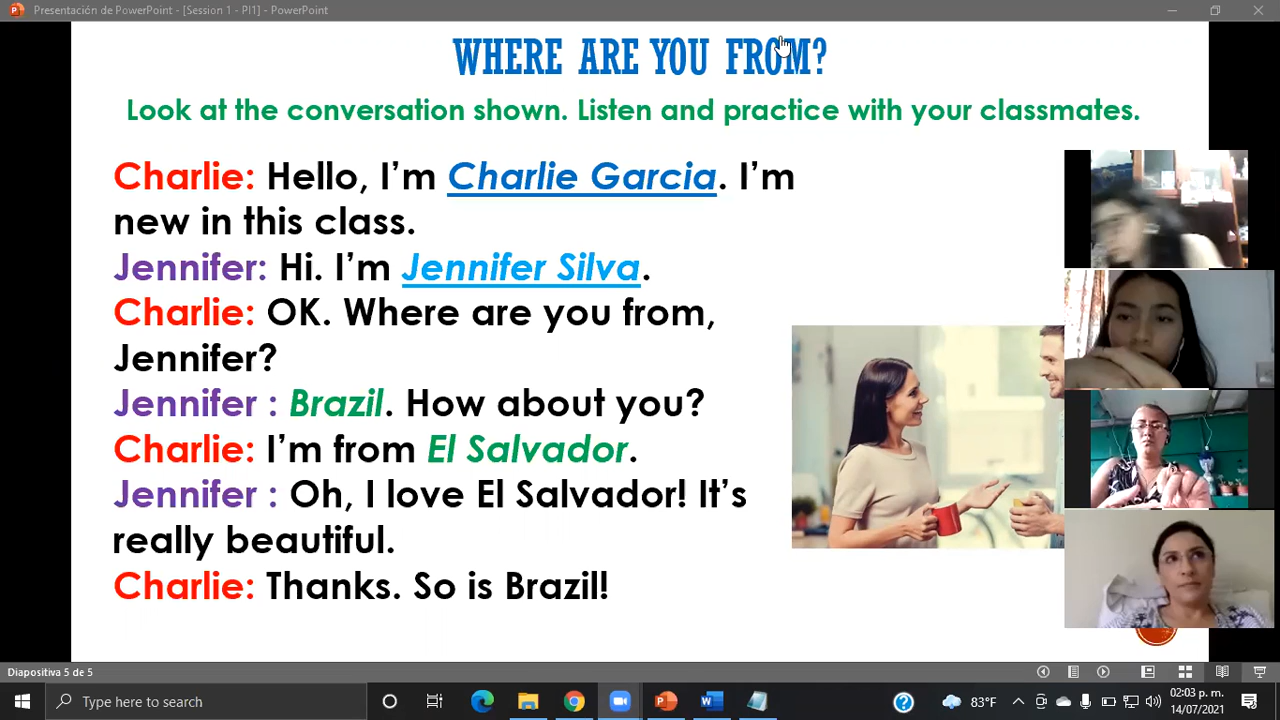 Presentación de PowerPoint - [Session 1 - PI1] - PowerPoint
WHERE ARE YOU FROM?
Look at the conversation shown. Listen and practice with your classmates.
Charlie: Hello, I’m Charlie Garcia. I’m
new in this class.
Jennifer: Hi. I’m Jennifer Silva.
Charlie: OK. Where are you from,
Jennifer?
Jennifer : Brazil. How about you?
Charlie: I’m from El Salvador.
Jennifer : Oh, I love El Salvador! It’s
really beautiful.
Charlie: Thanks. So is Brazil!
Diapositiva 5 de 5
Type here to search
83°F
02:03 p. m.
14/07/2021